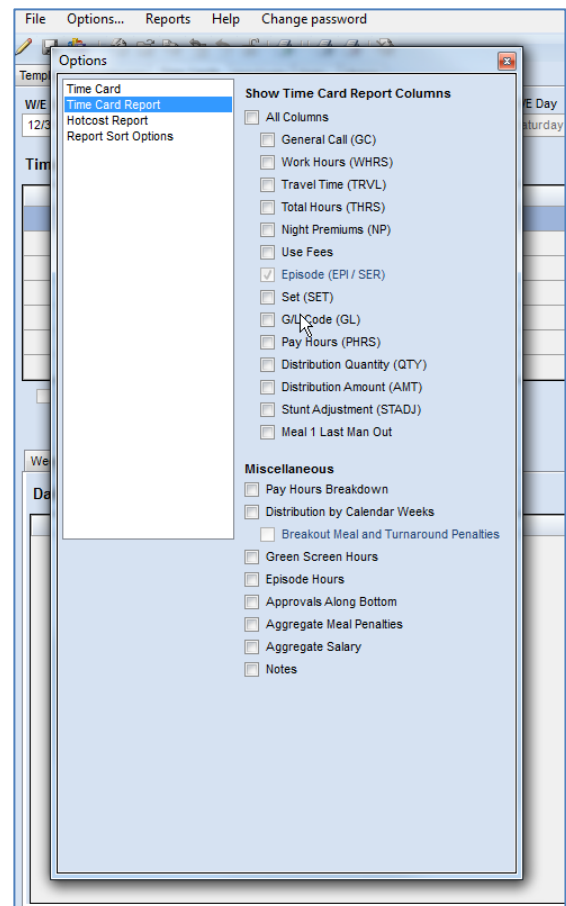 File Options... Reports Help Change password
Options
Templ
W/E
12/3
Tim
We
Da
Time Card
Time Card Report
Hotcost Report
Report Sort Options
Show Time Card Report Columns
All Columns
General Call (GC)
Work Hours (WHRS)
Travel Time (TRVL)
Total Hours (THRS)
Night Premiums (NP)
Use Fees
Episode (EPI / SER)
Set (SET)
G/L Code (GL)
Pay Hours (PHRS)
Distribution Quantity (QTY)
Distribution Amount (AMT)
Stunt Adjustment (STADJ)
Meal 1 Last Man Out
Miscellaneous
Pay Hours Breakdown
Distribution by Calendar Weeks
Breakout Meal and Turnaround Penalties
Green Screen Hours
Episode Hours
Approvals Along Bottom
Aggregate Meal Penalties
Aggregate Salary
Notes
/E Day
aturday